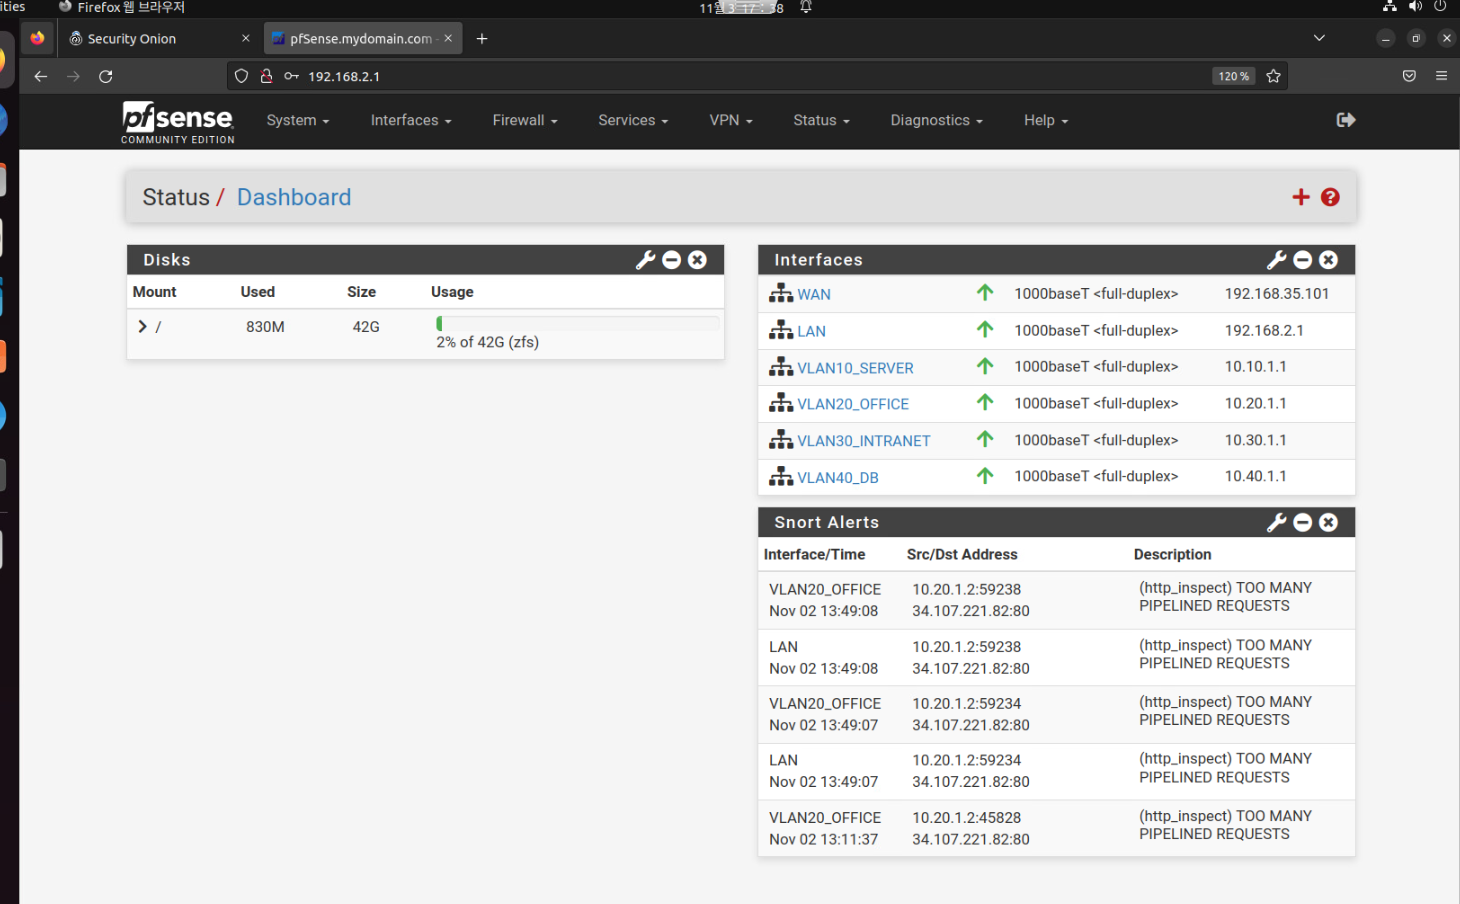 ities
Firefox 웹 브라우저
11월 3 17 : 38
Security Onion
pfSense.mydomain.com -
192.168.2.1
120 %
pfsense
COMMUNITY EDITION
System
Interfaces
Firewall
Services
VPN
Status
Diagnostics
Help
Status / Dashboard
Disks
Mount Used Size Usage
/ 830M 42G
2% of 42G (zfs)
Interfaces
WAN 1000baseT <full-duplex> 192.168.35.101
LAN 1000baseT <full-duplex> 192.168.2.1
VLAN10_SERVER 1000baseT <full-duplex> 10.10.1.1
VLAN20_OFFICE 1000baseT <full-duplex> 10.20.1.1
VLAN30_INTRANET 1000baseT <full-duplex> 10.30.1.1
VLAN40_DB 1000baseT <full-duplex> 10.40.1.1
Snort Alerts
Interface/Time Src/Dst Address Description
VLAN20_OFFICE 10.20.1.2:59238 (http_inspect) TOO MANY
Nov 02 13:49:08 34.107.221.82:80 PIPELINED REQUESTS
LAN 10.20.1.2:59238 (http_inspect) TOO MANY
Nov 02 13:49:08 34.107.221.82:80 PIPELINED REQUESTS
VLAN20_OFFICE 10.20.1.2:59234 (http_inspect) TOO MANY
Nov 02 13:49:07 34.107.221.82:80 PIPELINED REQUESTS
LAN 10.20.1.2:59234 (http_inspect) TOO MANY
Nov 02 13:49:07 34.107.221.82:80 PIPELINED REQUESTS
VLAN20_OFFICE 10.20.1.2:45828 (http_inspect) TOO MANY
Nov 02 13:11:37 34.107.221.82:80 PIPELINED REQUESTS